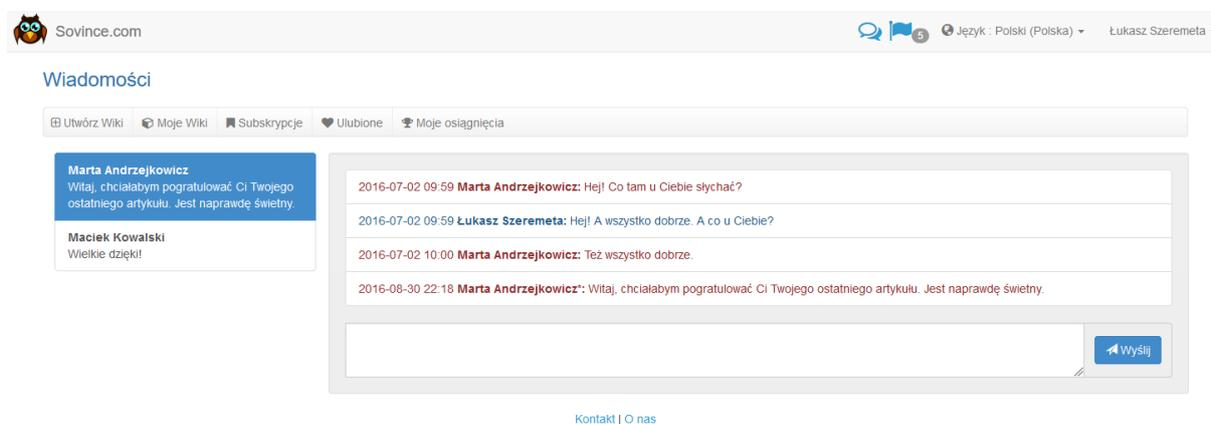 Sovince.com
5
Język : Polski (Polska)
Łukasz Szeremeta
Wiadomości
Utwórz Wiki
Moje Wiki
Subskrypcje
Ulubione
Moje osiągnięcia
Marta Andrzejkowicz
Witaj, chciałabym pogratulować Ci Twojego
ostatniego artykułu. Jest naprawdę świetny.
Maciek Kowalski
Wielkie dzięki!
2016-07-02 09:59 Marta Andrzejkowicz: Hej! Co tam u Ciebie słychać?
2016-07-02 09:59 Łukasz Szeremeta: Hej! A wszystko dobrze. A co u Ciebie?
2016-07-02 10:00 Marta Andrzejkowicz: Też wszystko dobrze.
2016-08-30 22:18 Marta Andrzejkowicz*: Witaj, chciałabym pogratulować Ci Twojego ostatniego artykułu. Jest naprawdę świetny.
Wyślij
Kontakt | O nas